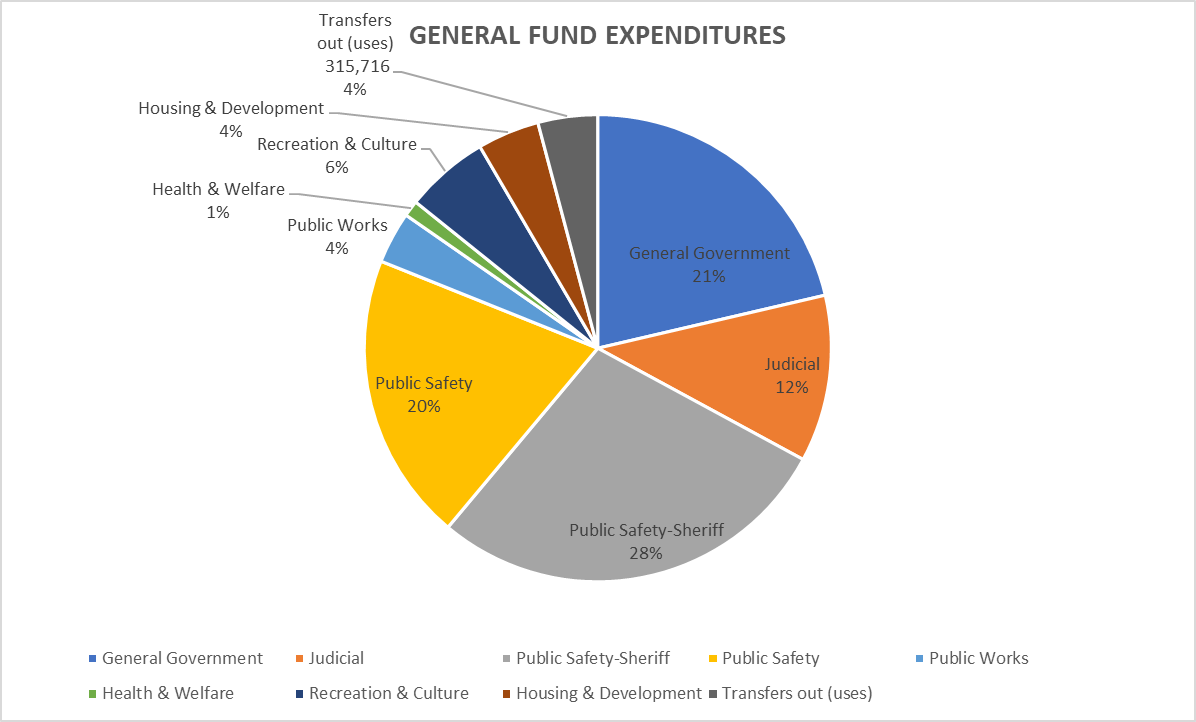 GENERAL FUND EXPENDITURES
Transfers
out (uses)
315,716
4%
Housing & Development
4%
Recreation & Culture
6%
Health & Welfare
1%
Public Works
4%
General Government
21%
Judicial
12%
Public Safety
20%
Public Safety-Sheriff
28%
General Government
Judicial
Public Safety-Sheriff
Public Safety
Public Works
Health & Welfare
Recreation & Culture
Housing & Development
Transfers out (uses)